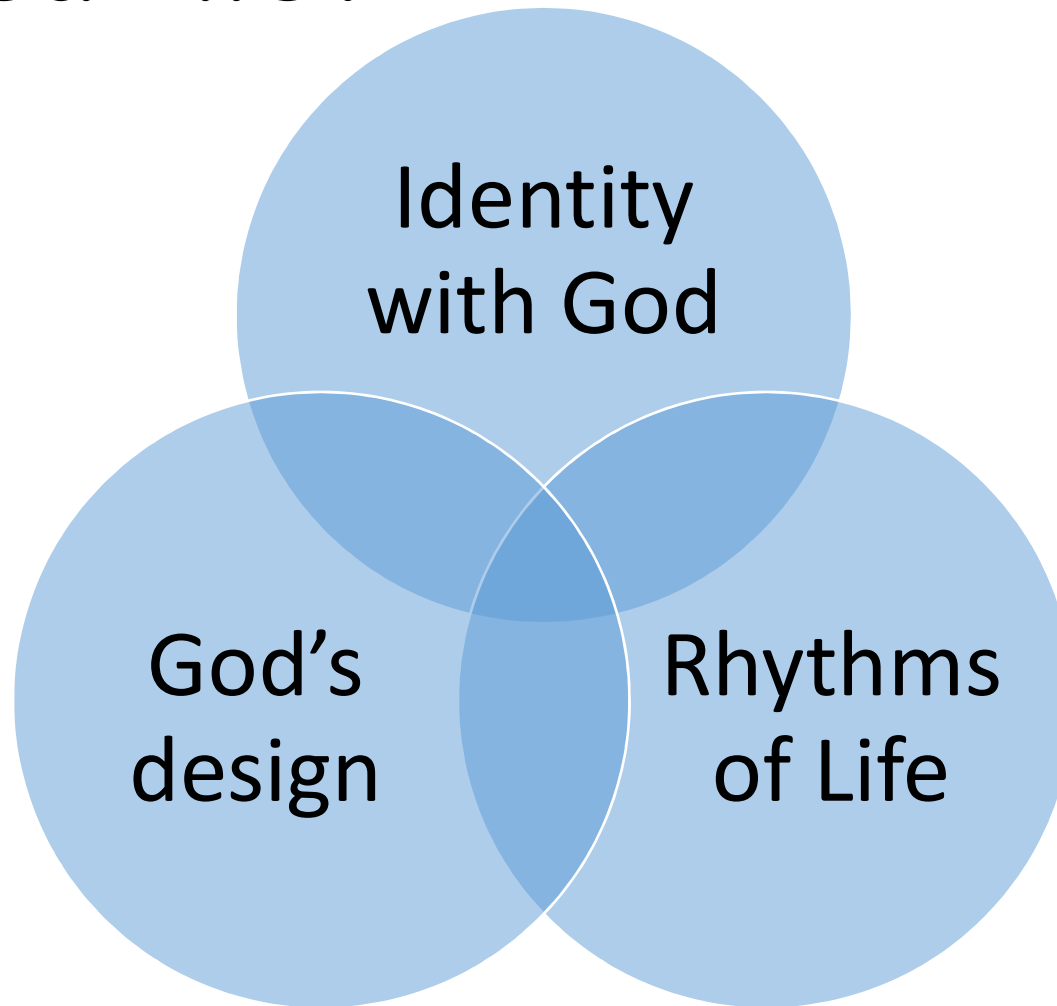 Identity
with God
God’s
design
Rhythms
of Life